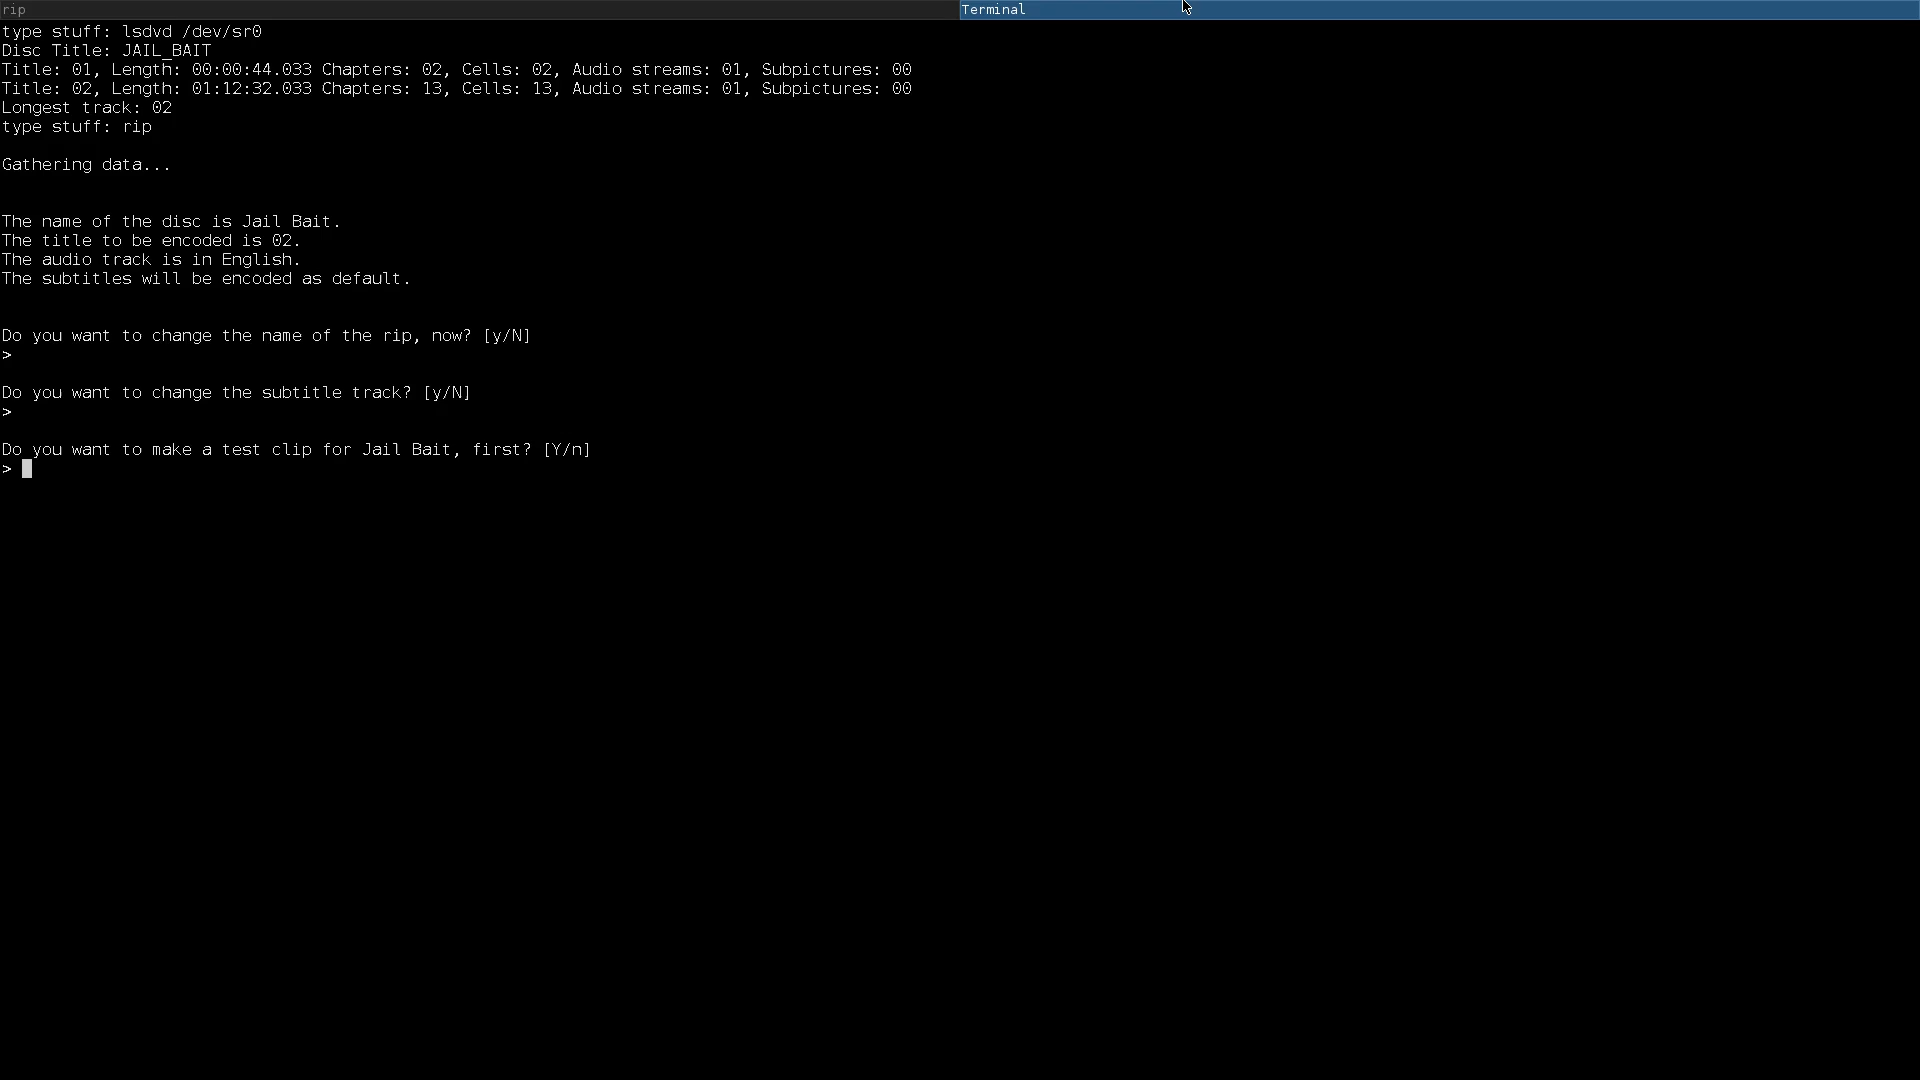 rip
Terminal
type stuff: lsdvd /dev/sr0
Disc Title: JAIL_BAIT
Title: 01, Length: 00:00:44.033 Chapters: 02, Cells: 02, Audio streams: 01, Subpictures: 00
Title: 02, Length: 01:12:32.033 Chapters: 13, Cells: 13, Audio streams: 01, Subpictures: 00
Longest track: 02
type stuff: rip
Gathering data...
The name of the disc is Jail Bait.
The title to be encoded is 02.
The audio track is in English.
The subtitles will be encoded as default.
Do you want to change the name of the rip, now? [y/N]
>
Do you want to change the subtitle track? [y/N]
>
Do you want to make a test clip for Jail Bait, first? [Y/n]
>